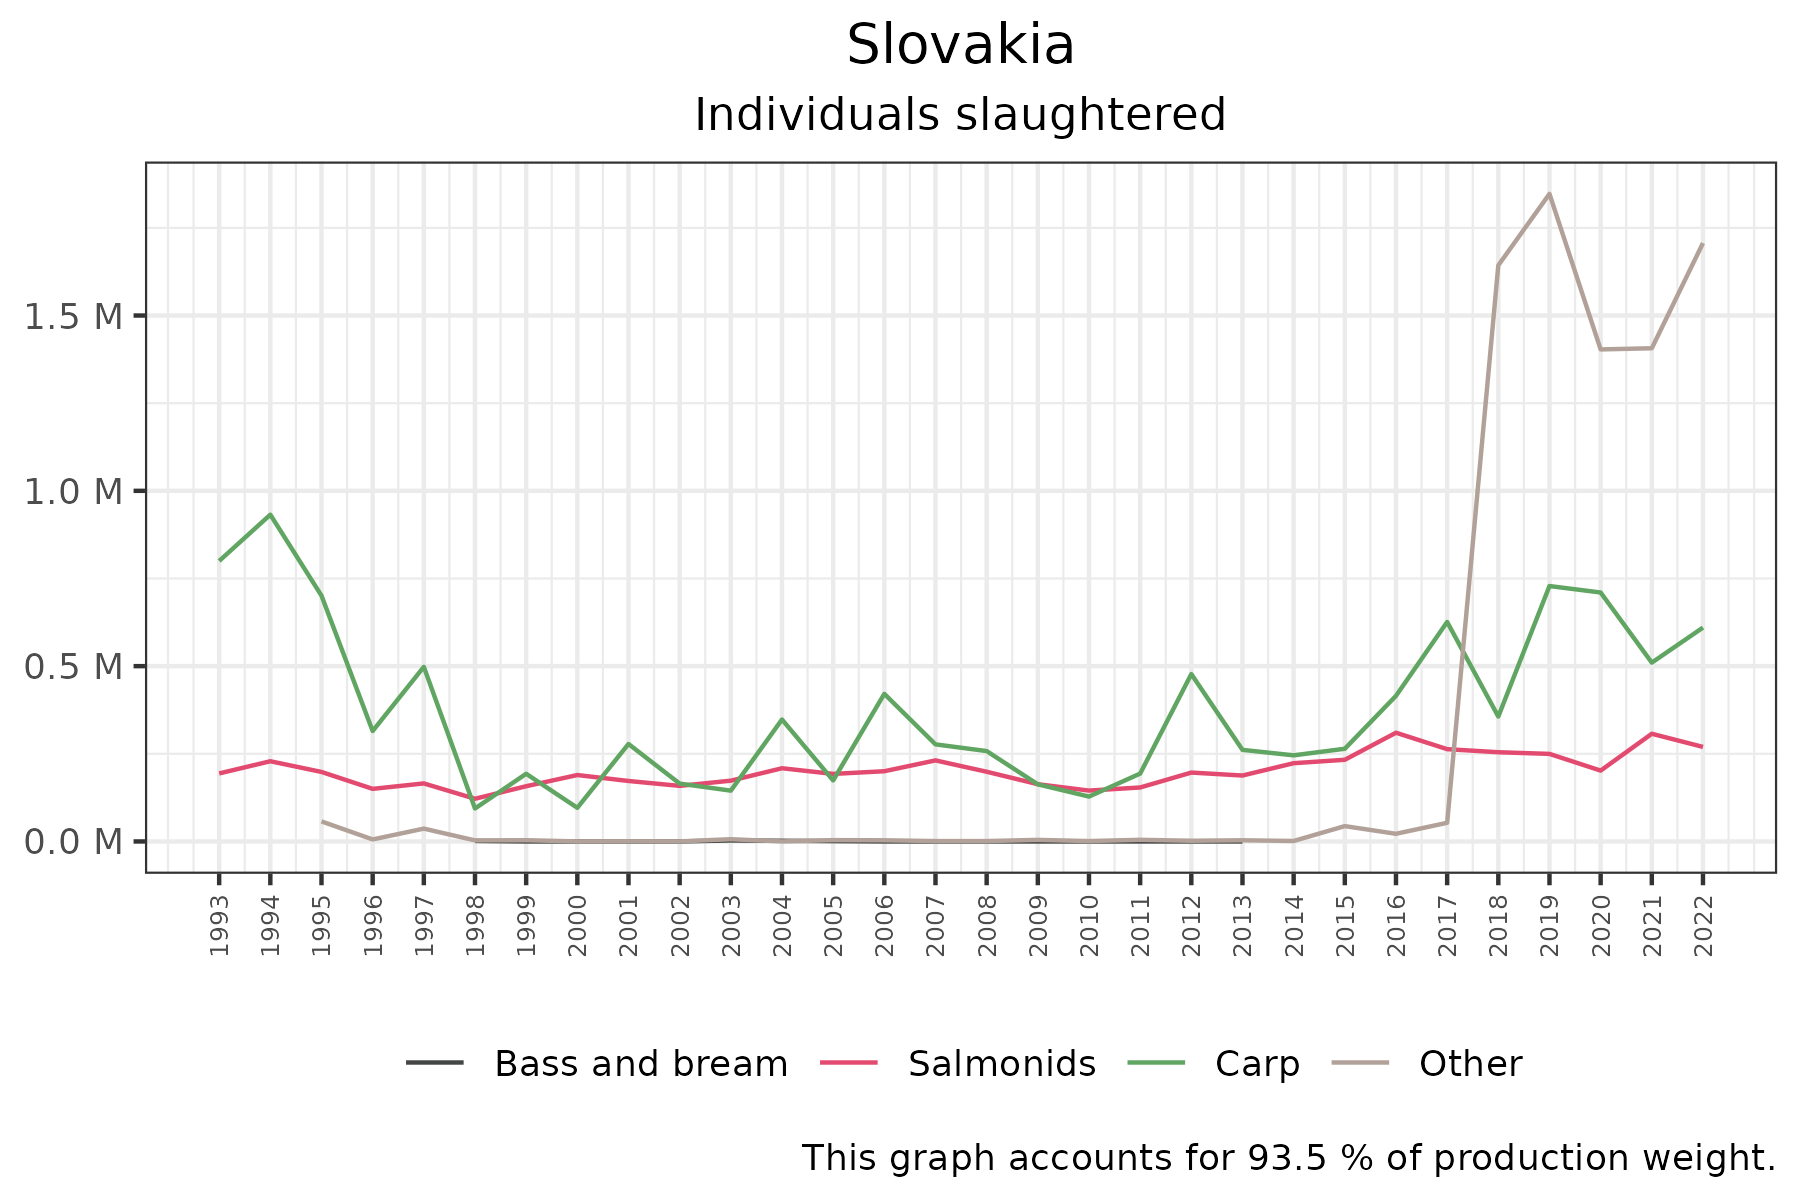 Slovakia
Individuals slaughtered
1.5 M
1.0 M
0.5 M
0.0 M
1993 1994 1995 1996 1997 1998 1999 2000 2001 2002 2003 2004 2005 2006 2007 2008 2009 2010 2011 2012 2013 2014 2015 2016 2017 2018 2019 2020 2021 2022
Bass and bream Salmonids Carp Other
This graph accounts for 93.5 % of production weight.